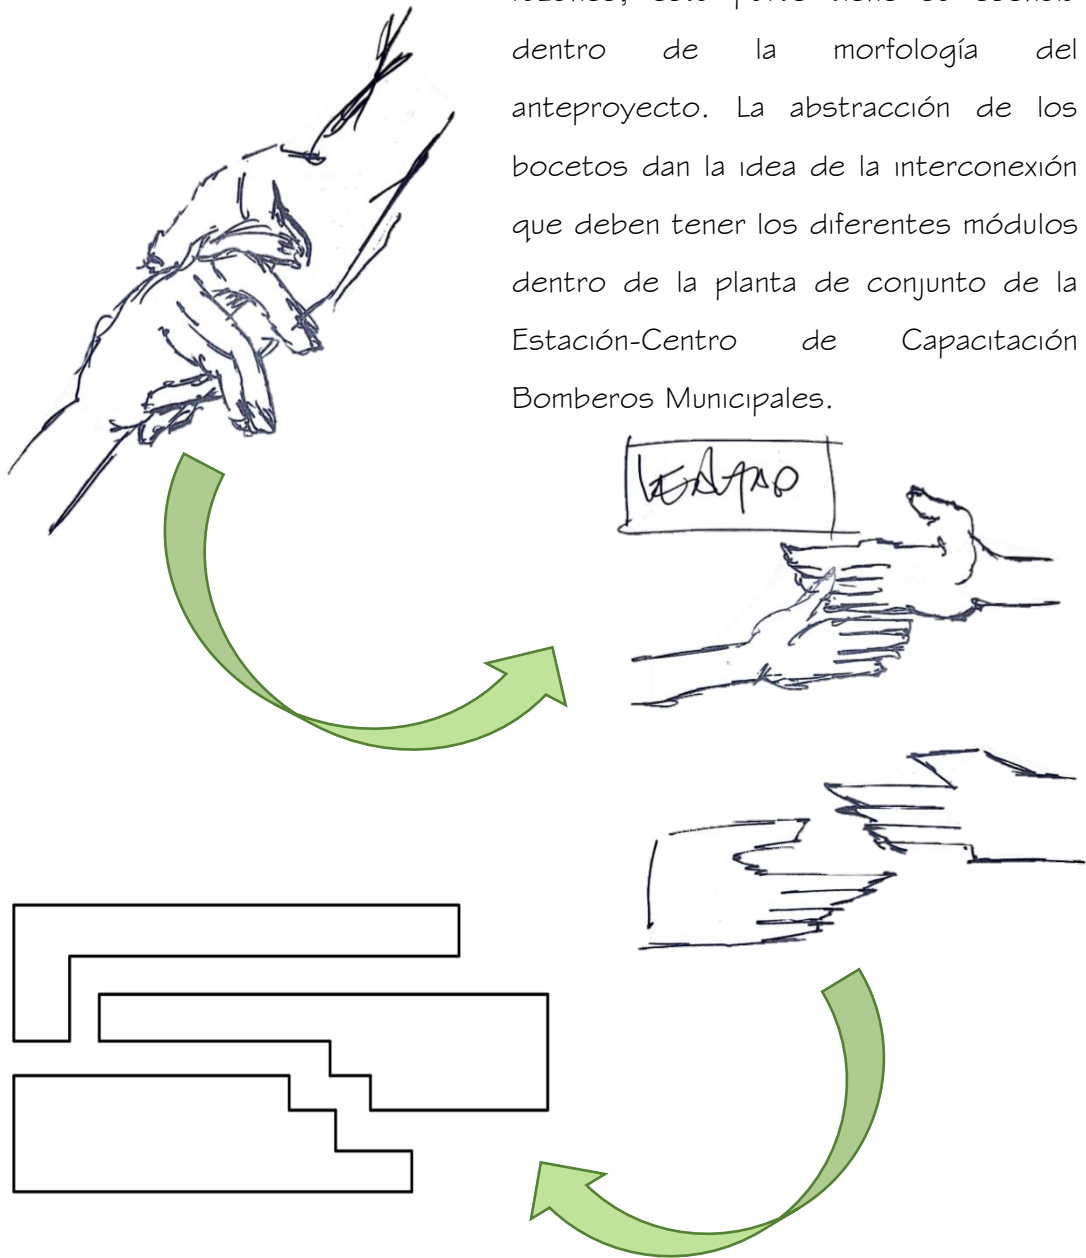 dentro de la morfología del
anteproyecto. La abstracción de los
bocetos dan la idea de la interconexión
que deben tener los diferentes módulos
dentro de la planta de conjunto de la
Estación-Centro de Capacitación
Bomberos Municipales.